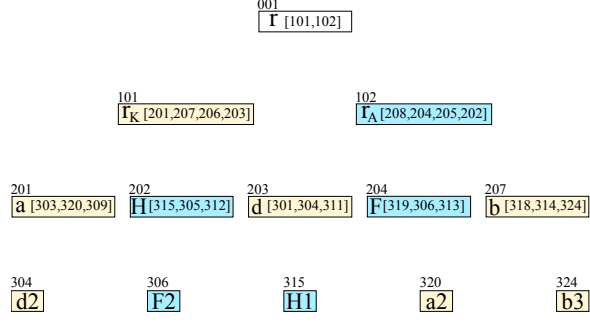 001
r [101,102]
101 102
r_K [201,207,206,203] r_A [208,204,205,202]
201 202 203 204 207
a [303,320,309] H [315,305,312] d [301,304,311] F [319,306,313] b [318,314,324]
304 306 315 320 324
d2 F2 H1 a2 b3